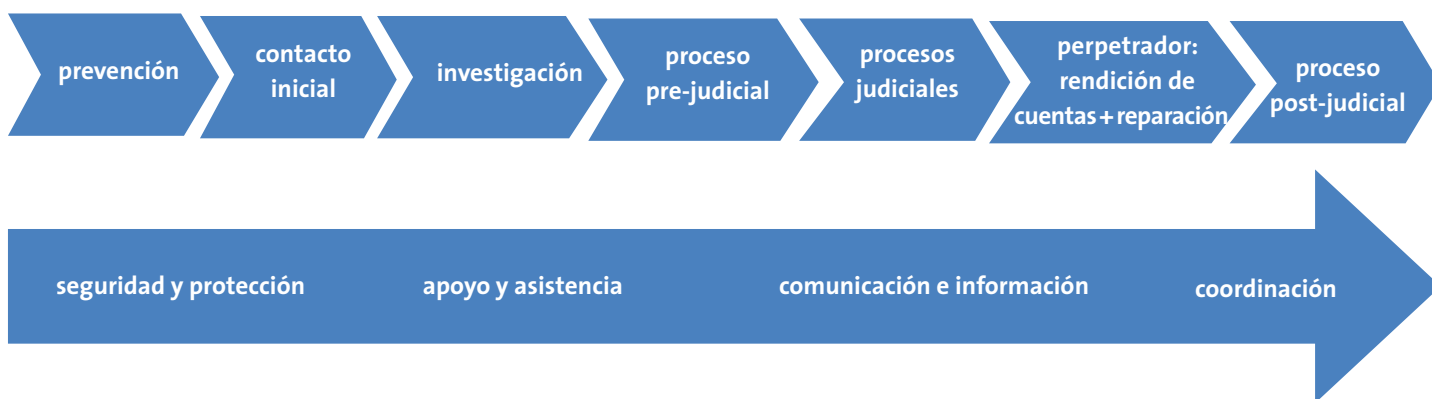 prevención
contacto
inicial
investigación
proceso
pre-judicial
procesos
judiciales
perpetrador:
rendición de
cuentas+reparación
proceso
post-judicial
seguridad y protección
apoyo y asistencia
comunicación e información
coordinación